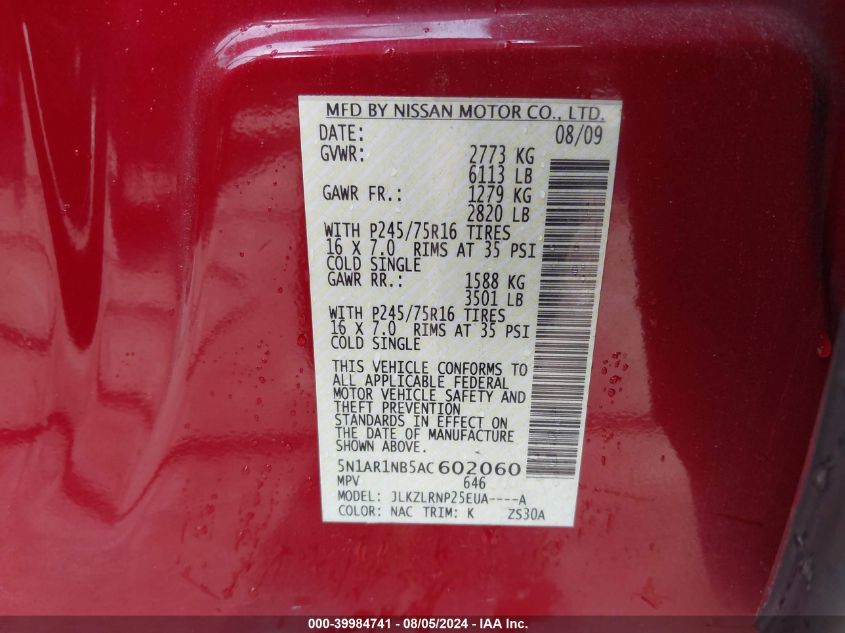 MFD BY NISSAN MOTOR CO., LTD.
DATE: 08/09
GVWR: 2773 KG
6113 LB
GAWR FR.: 1279 KG
2820 LB
WITH P245/75R16 TIRES
16 X 7.0 RIMS AT 35 PSI
COLD SINGLE
GAWR RR.: 1588 KG
3501 LB
WITH P245/75R16 TIRES
16 X 7.0 RIMS AT 35 PSI
COLD SINGLE
THIS VEHICLE CONFORMS TO
ALL APPLICABLE FEDERAL
MOTOR VEHICLE SAFETY AND
THEFT PREVENTION
STANDARDS IN EFFECT ON
THE DATE OF MANUFACTURE
SHOWN ABOVE.
5N1AR1NB5AC602060
MPV 646
MODEL: JLKZLRNP25EUA----A
COLOR: NAC TRIM: K ZS30A
000-39984741 - 08/05/2024 - IAA Inc.